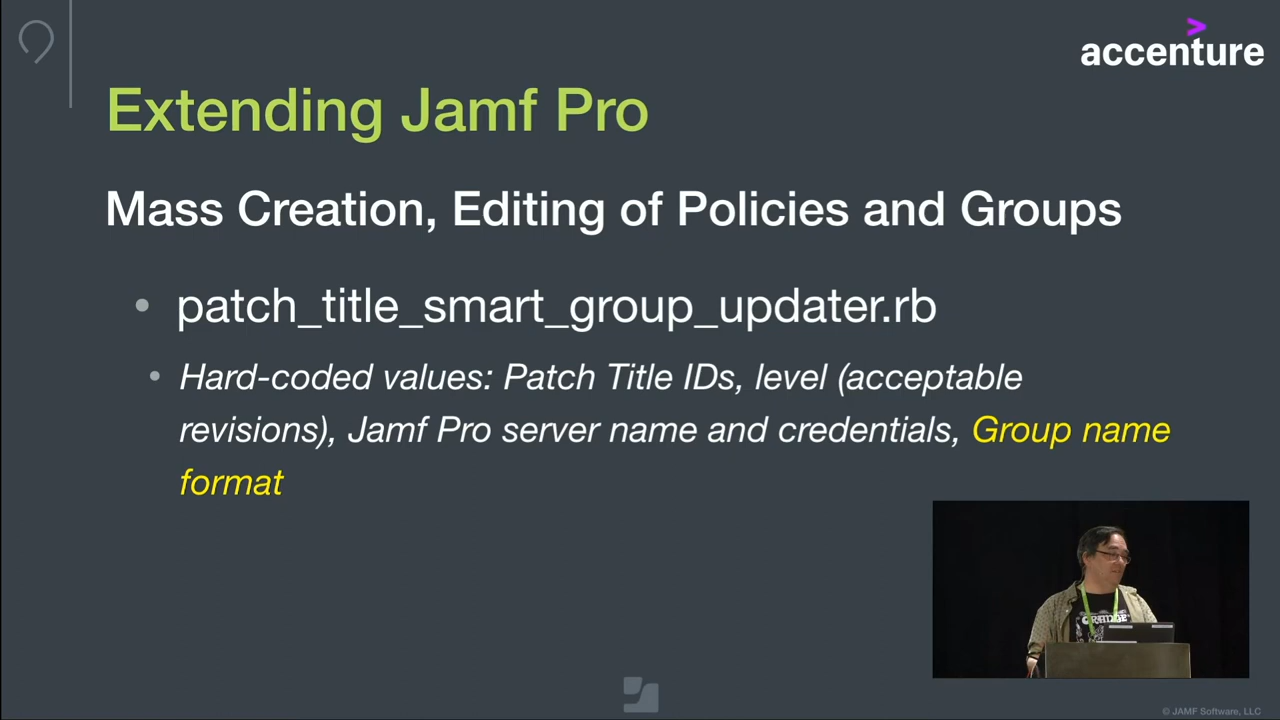 accenture
Extending Jamf Pro
Mass Creation, Editing of Policies and Groups
• patch_title_smart_group_updater.rb
• Hard-coded values: Patch Title IDs, level (acceptable
revisions), Jamf Pro server name and credentials, Group name
format
© JAMF Software, LLC